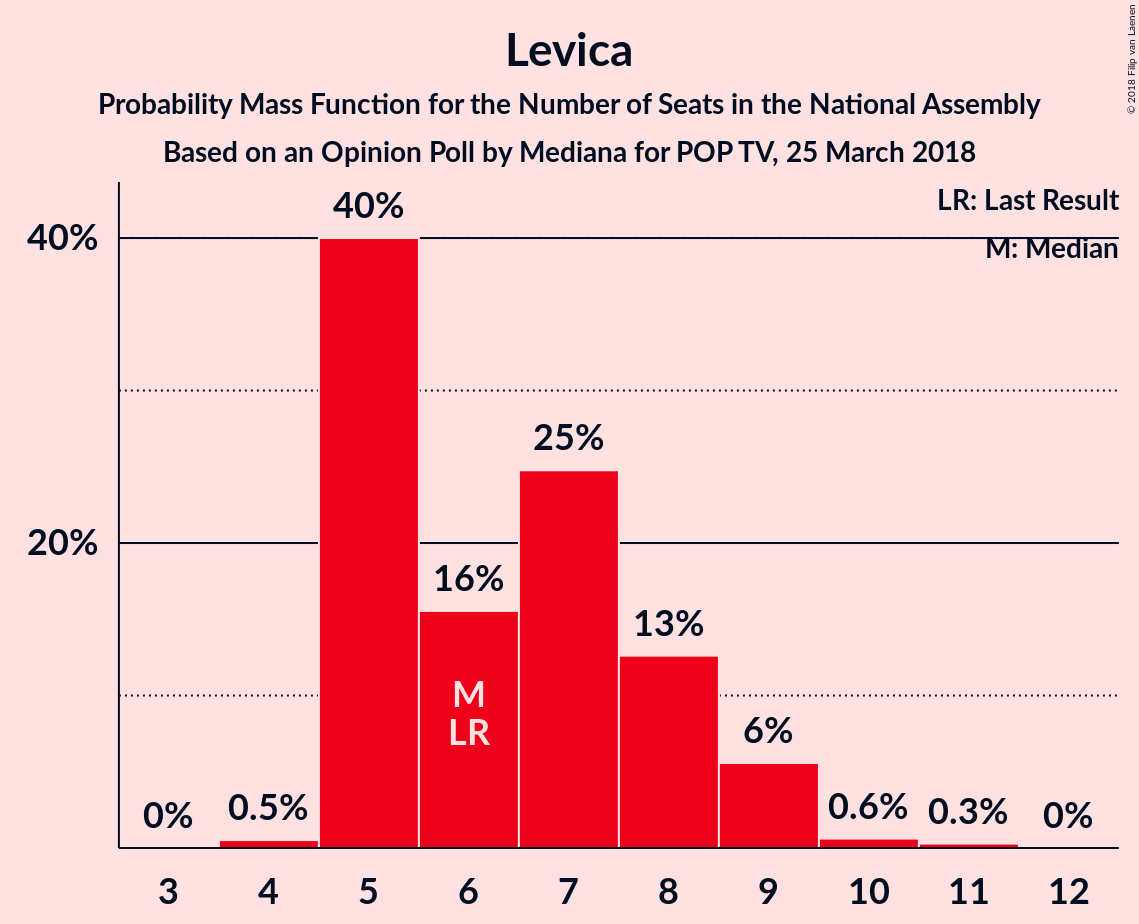 Levica
Probability Mass Function for the Number of Seats in the National Assembly
Based on an Opinion Poll by Mediana for POP TV, 25 March 2018
© 2018 Filip van Laenen
LR: Last Result
M: Median
40%
20%
0%
0.5%
40%
16%
25%
13%
6%
0.6%
0.3%
0%
M
LR
3 4 5 6 7 8 9 10 11 12